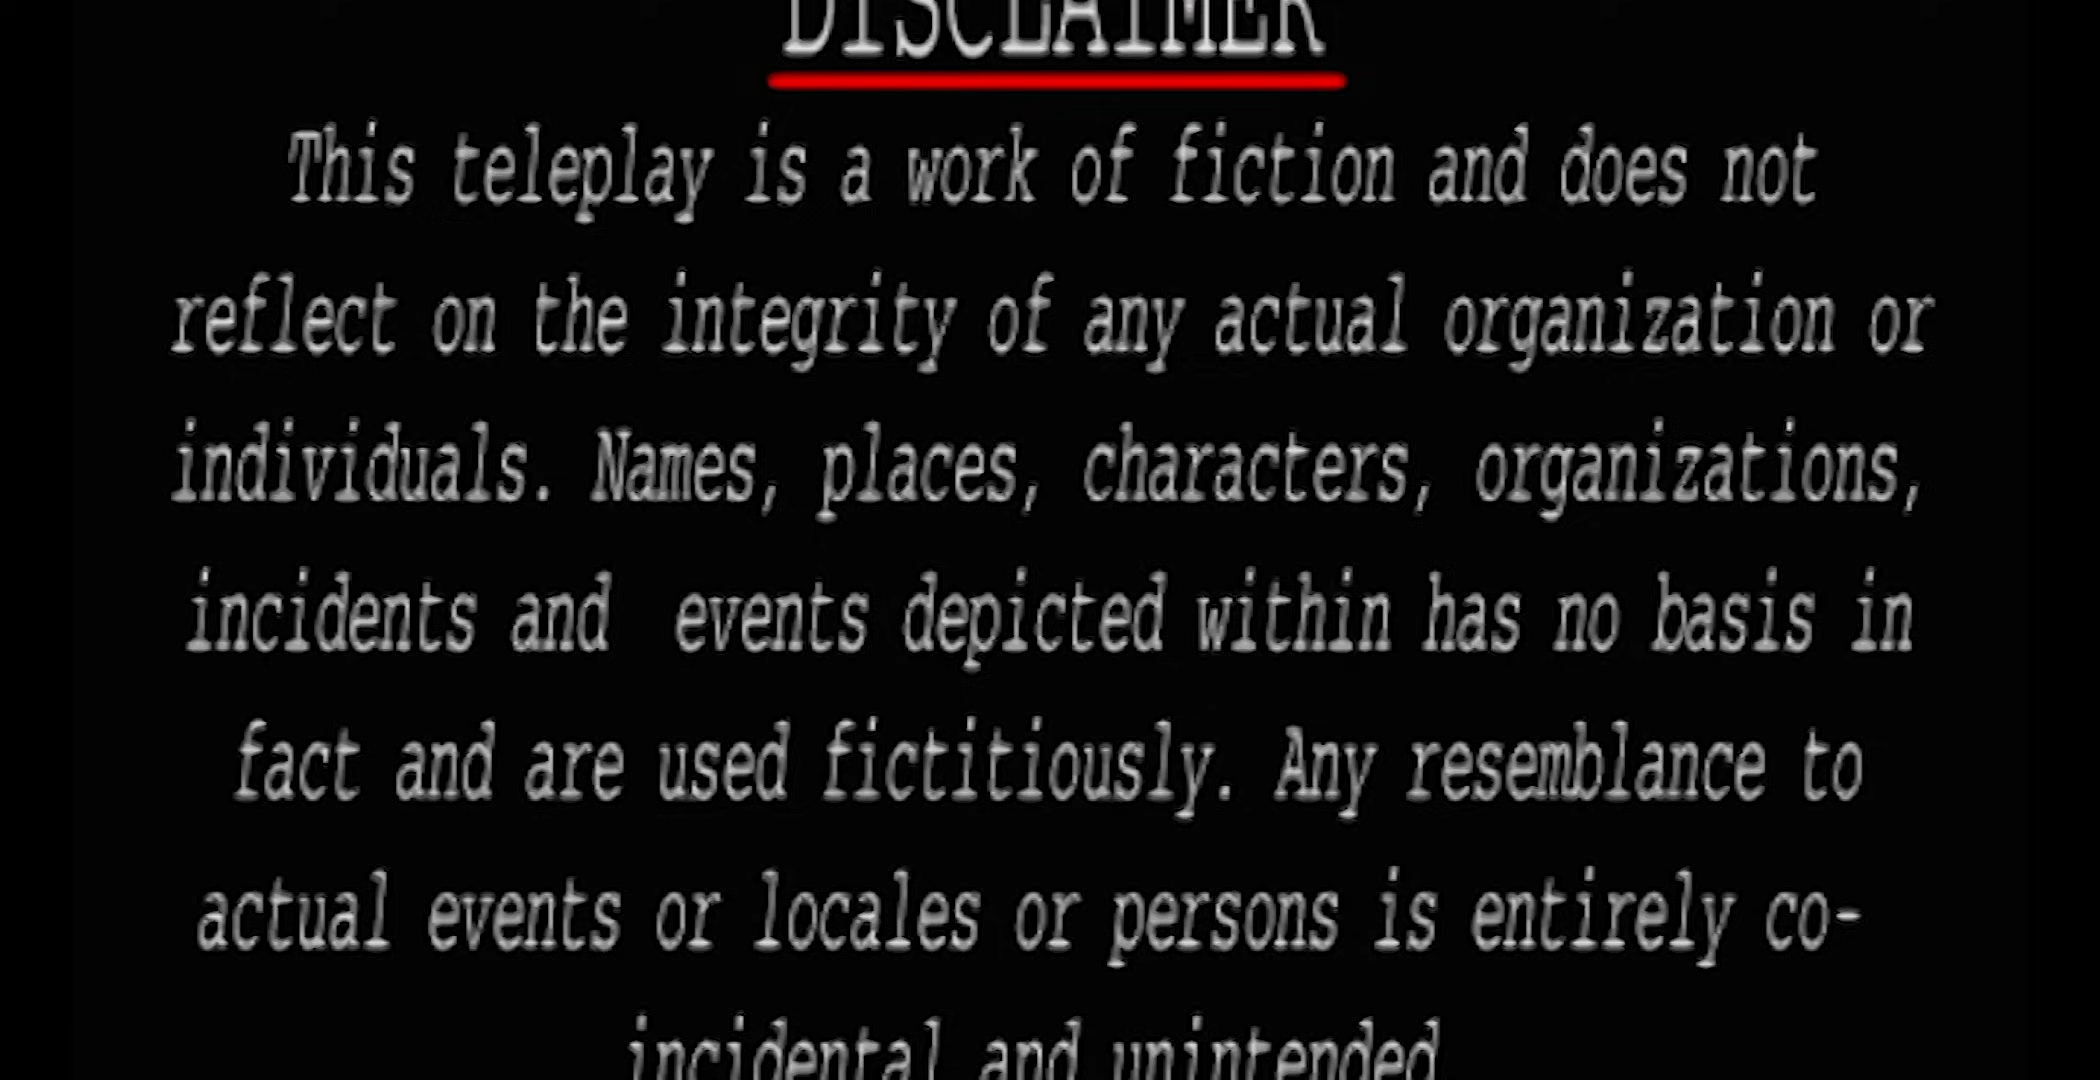 DISCLAIMER
This teleplay is a work of fiction and does not
reflect on the integrity of any actual organization or
individuals. Names, places, characters, organizations,
incidents and  events depicted within has no basis in
fact and are used fictitiously. Any resemblance to
actual events or locales or persons is entirely co-
incidental and unintended